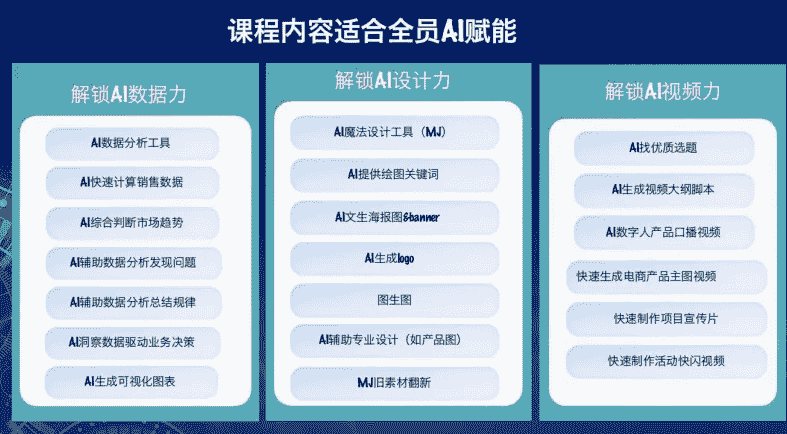 课程内容适合全员AI赋能
解锁AI数据力
AI数据分析工具
AI快速计算销售数据
AI综合判断市场趋势
AI辅助数据分析发现问题
AI辅助数据分析总结规律
AI洞察数据驱动业务决策
AI生成可视化图表
解锁AI设计力
AI魔法设计工具（MJ）
AI提供绘图关键词
AI文生海报图&banner
AI生成logo
图生图
AI辅助专业设计（如产品图）
MJ旧素材翻新
解锁AI视频力
AI找优质选题
AI生成视频大纲脚本
AI数字人产品口播视频
快速生成电商产品主图视频
快速制作项目宣传片
快速制作活动快闪视频